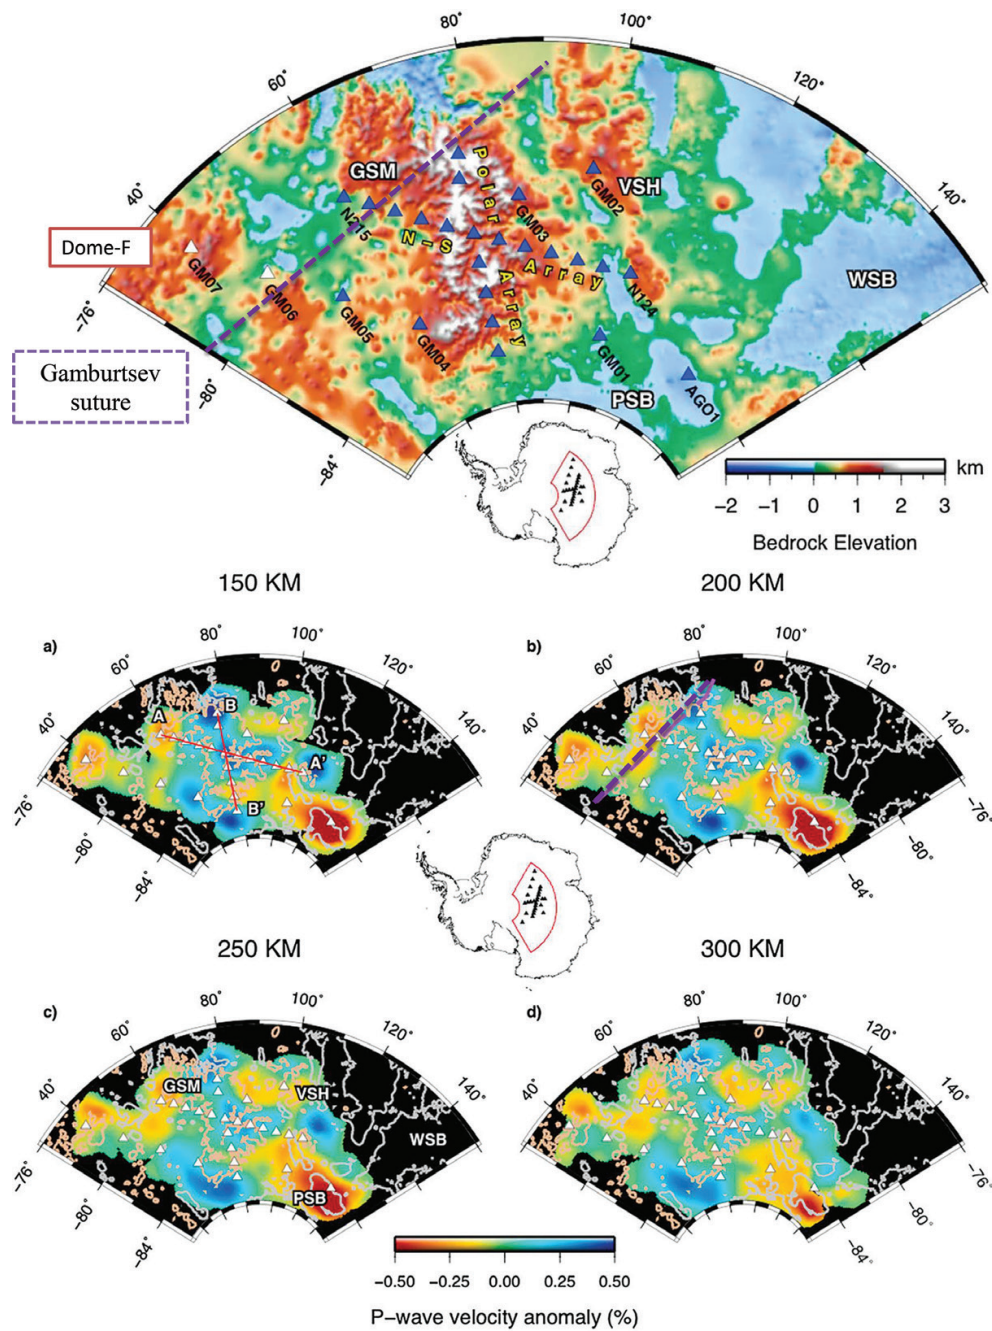 80°
100°
60°
120°
40°
140°
GSM
Polar
GM02
VSH
N215
GM03
N-S
Array
Array
N124
WSB
Dome-F
GM07
GM06
GM05
GM04
GM01
AGO1
PSB
-76°
-80°
-84°
Gamburtsev
suture
km
-2 -1 0 1 2 3
Bedrock Elevation
150 KM
200 KM
a)
80°
100°
60°
120°
40°
A
B
A'
B'
-76°
-80°
-84°
b)
80°
100°
60°
120°
40°
140°
-76°
-80°
-84°
250 KM
300 KM
c)
80°
100°
60°
120°
40°
140°
GSM
VSH
WSB
PSB
-76°
-80°
-84°
d)
80°
100°
60°
120°
40°
140°
-76°
-80°
-84°
-0.50 -0.25 0.00 0.25 0.50
P-wave velocity anomaly (%)